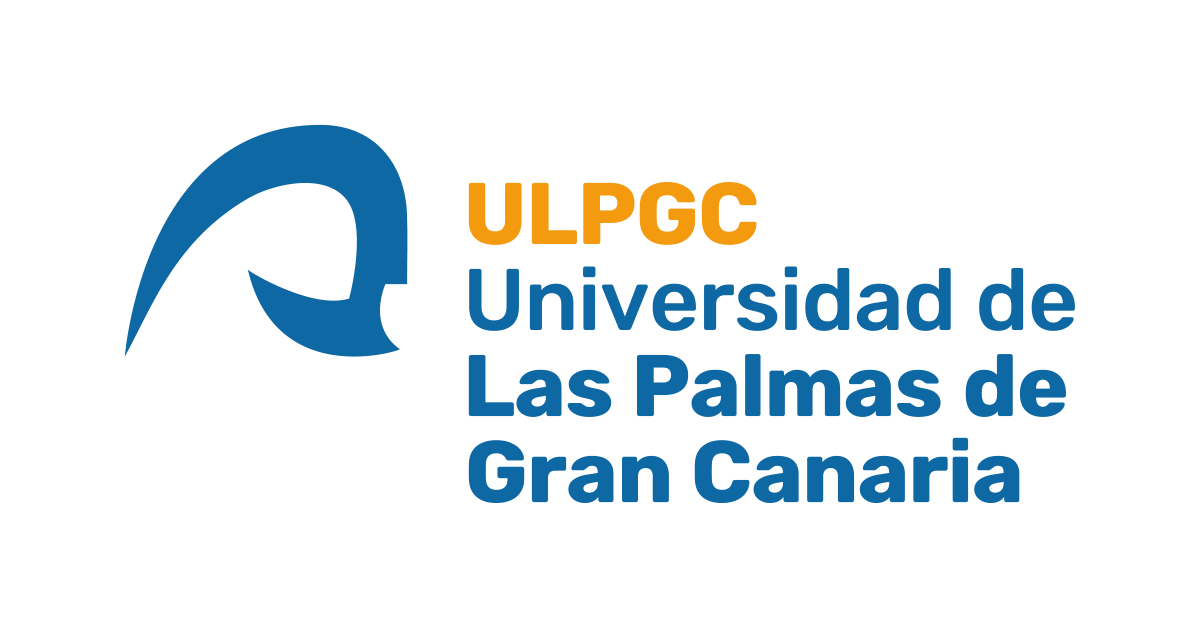 ULPGC
Universidad de
Las Palmas de
Gran Canaria